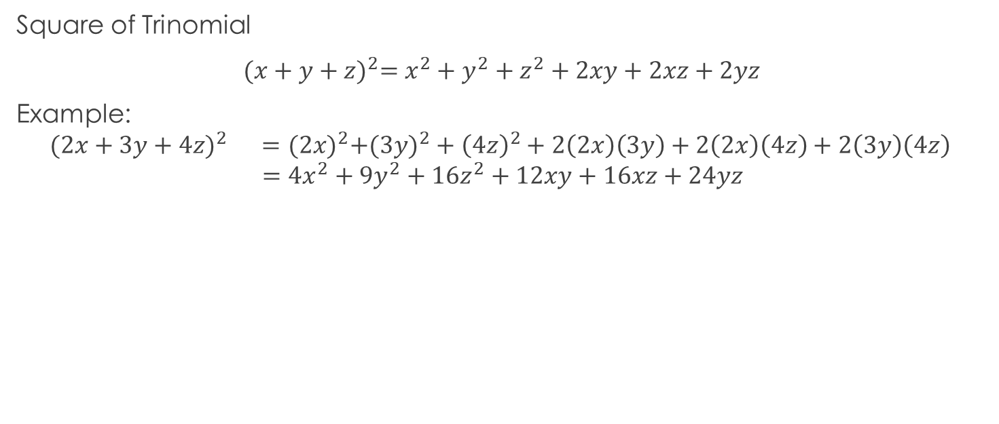 Square of Trinomial
(x + y + z)²= x² + y² + z² + 2xy + 2xz + 2yz
Example:
(2x + 3y + 4z)² = (2x)²+(3y)² + (4z)² + 2(2x)(3y) + 2(2x)(4z) + 2(3y)(4z)
= 4x² + 9y² + 16z² + 12xy + 16xz + 24yz